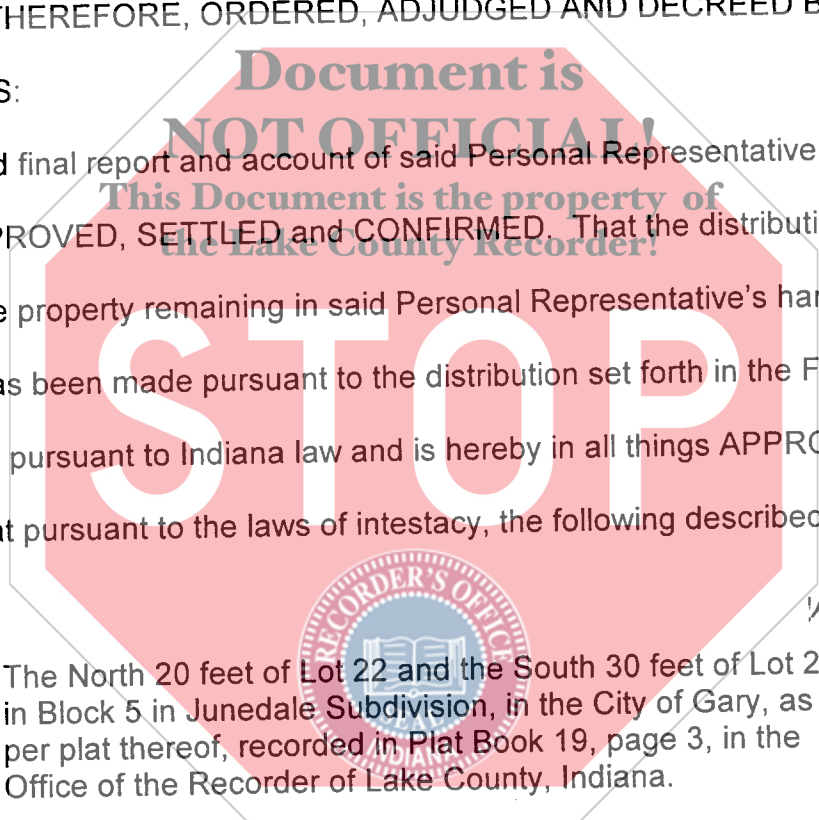 THEREFORE, ORDERED, ADJUDGED AND DECREED B
S:
Document is
NOT OFFICIAL!
d final report and account of said Personal Representative
This Document is the property of
PROVED, SETTLED and CONFIRMED. That the distributi
the Lake County Recorder!
e property remaining in said Personal Representative's har
STOP
as been made pursuant to the distribution set forth in the F
pursuant to Indiana law and is hereby in all things APPRO
at pursuant to the laws of intestacy, the following described
RECORDER'S OFFICE
The North 20 feet of Lot 22 and the South 30 feet of Lot 2
in Block 5 in Junedale Subdivision, in the City of Gary, as
per plat thereof, recorded in Plat Book 19, page 3, in the
INDIANA
Office of the Recorder of Lake County, Indiana.